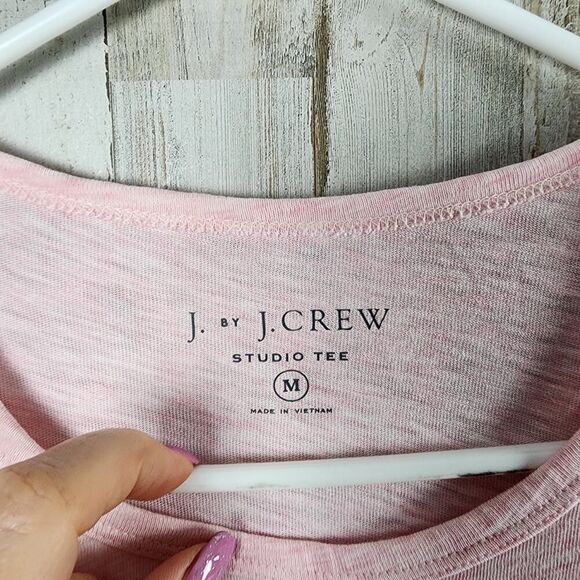 J. BY J.CREW
STUDIO TEE
M
MADE IN VIETNAM